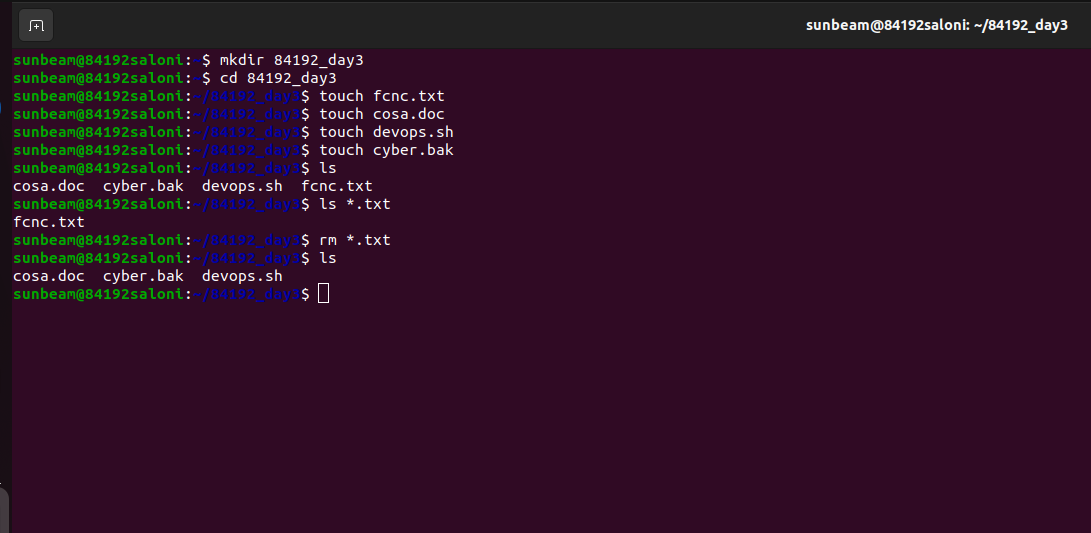 sunbeam@84192saloni: ~/84192_day3
sunbeam@84192saloni:~$ mkdir 84192_day3
sunbeam@84192saloni:~$ cd 84192_day3
sunbeam@84192saloni:~/84192_day3$ touch fcnc.txt
sunbeam@84192saloni:~/84192_day3$ touch cosa.doc
sunbeam@84192saloni:~/84192_day3$ touch devops.sh
sunbeam@84192saloni:~/84192_day3$ touch cyber.bak
sunbeam@84192saloni:~/84192_day3$ ls
cosa.doc  cyber.bak  devops.sh  fcnc.txt
sunbeam@84192saloni:~/84192_day3$ ls *.txt
fcnc.txt
sunbeam@84192saloni:~/84192_day3$ rm *.txt
sunbeam@84192saloni:~/84192_day3$ ls
cosa.doc  cyber.bak  devops.sh
sunbeam@84192saloni:~/84192_day3$